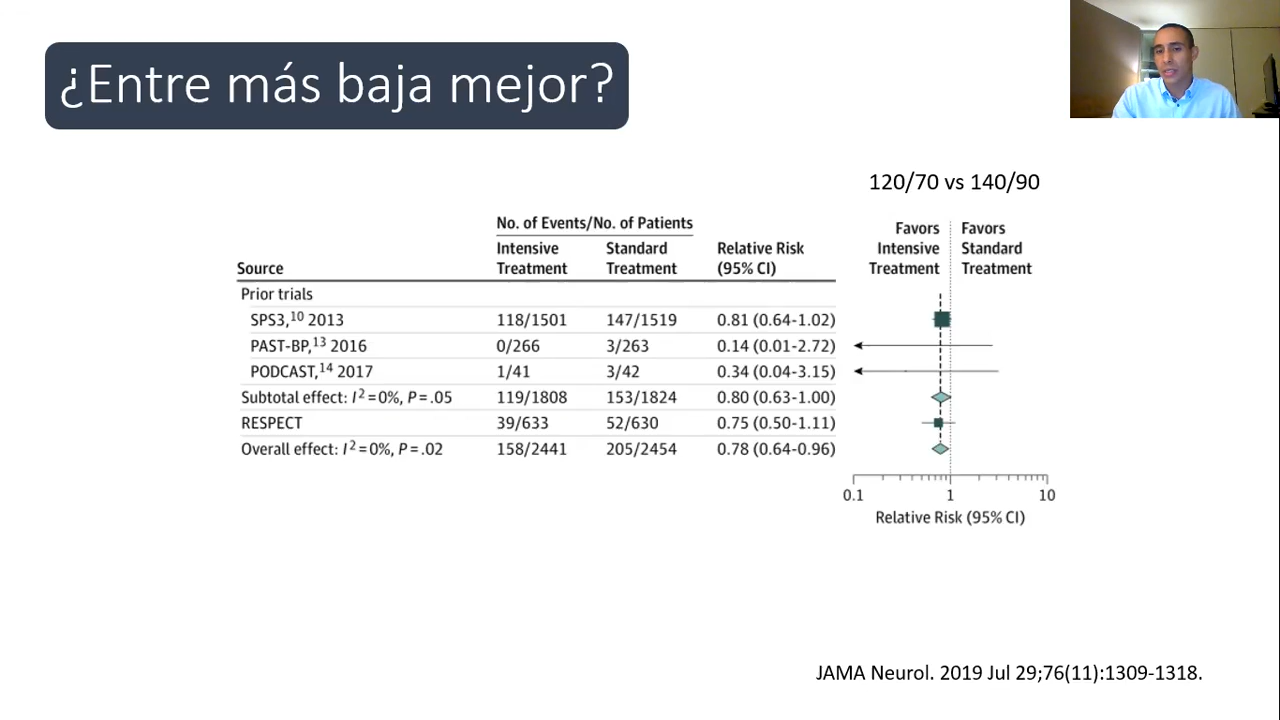 ¿Entre más baja mejor?
120/70 vs 140/90
No. of Events/No. of Patients
Source Intensive Treatment Standard Treatment Relative Risk (95% CI) Favors Intensive Treatment Favors Standard Treatment
Prior trials
SPS3,10 2013 118/1501 147/1519 0.81 (0.64-1.02)
PAST-BP,13 2016 0/266 3/263 0.14 (0.01-2.72)
PODCAST,14 2017 1/41 3/42 0.34 (0.04-3.15)
Subtotal effect: I2=0%, P=.05 119/1808 153/1824 0.80 (0.63-1.00)
RESPECT 39/633 52/630 0.75 (0.50-1.11)
Overall effect: I2=0%, P=.02 158/2441 205/2454 0.78 (0.64-0.96)
0.1 1 10
Relative Risk (95% CI)
JAMA Neurol. 2019 Jul 29;76(11):1309-1318.